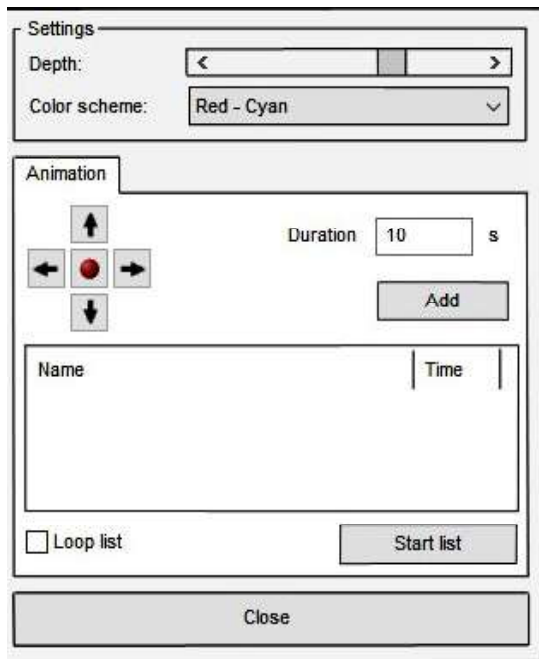 Settings
Depth:
Color scheme: Red - Cyan
Animation
Duration 10 s
Add
Name Time
Loop list Start list
Close